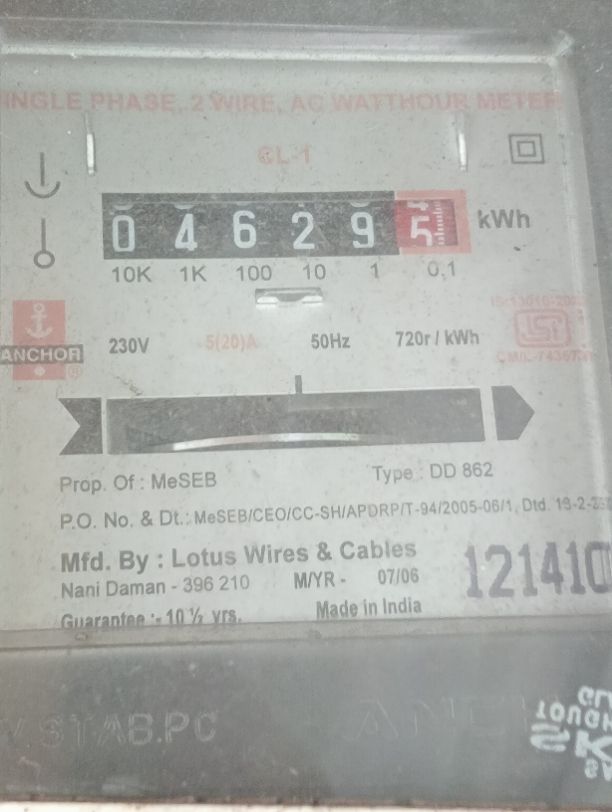 INGLE PHASE, 2 WIRE, AC WATTHOUR METER
CL-1
0 4 6 2 9 5 kWh
10K 1K 100 10 1 0.1
ANCHOR ®
230V 5(20)A 50Hz 720r / kWh
Prop. Of : MeSEB Type : DD 862
P.O. No. & Dt.: MeSEB/CEO/CC-SH/APDRP/T-94/2005-06/1, Dtd.
Mfd. By : Lotus Wires & Cables
Nani Daman - 396 210 M/YR - 07/06
121410
Guarantee :- 10 ½ yrs. Made in India
STAB.PC